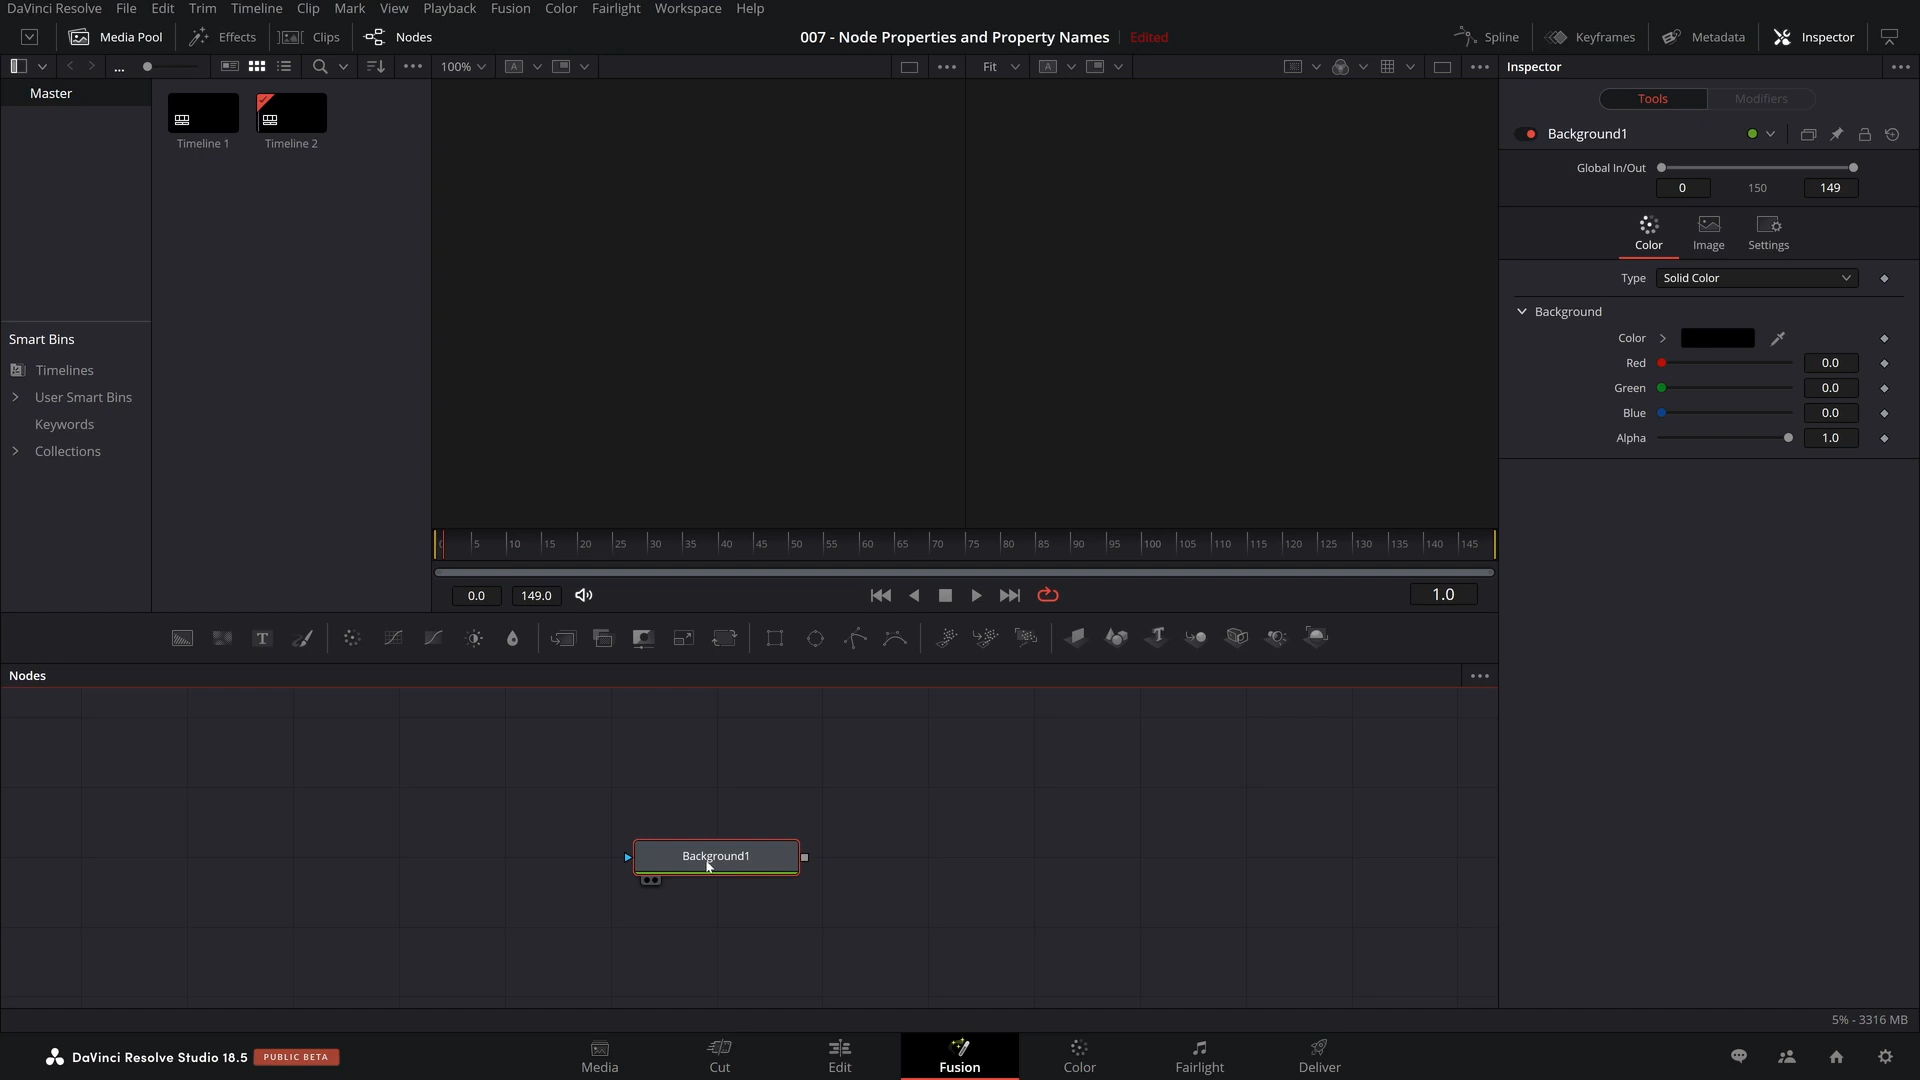 DaVinci Resolve File Edit Trim Timeline Clip Mark View Playback Fusion Color Fairlight Workspace Help
Media Pool Effects Clips Nodes 007 - Node Properties and Property Names Edited Spline Keyframes Metadata Inspector
... 100% A Fit A Inspector
Master
Timeline 1 Timeline 2
Tools Modifiers
Background1
Global In/Out
0 150 149
Color Image Settings
Type Solid Color
Background
Color
Red 0.0
Green 0.0
Blue 0.0
Alpha 1.0
Smart Bins
Timelines
User Smart Bins
Keywords
Collections
5 10 15 20 25 30 35 40 45 50 55 60 65 70 75 80 85 90 95 100 105 110 115 120 125 130 135 140 145
0.0 149.0 1.0
T T
Nodes
Background1
5% - 3316 MB
DaVinci Resolve Studio 18.5 PUBLIC BETA
Media Cut Edit Fusion Color Fairlight Deliver